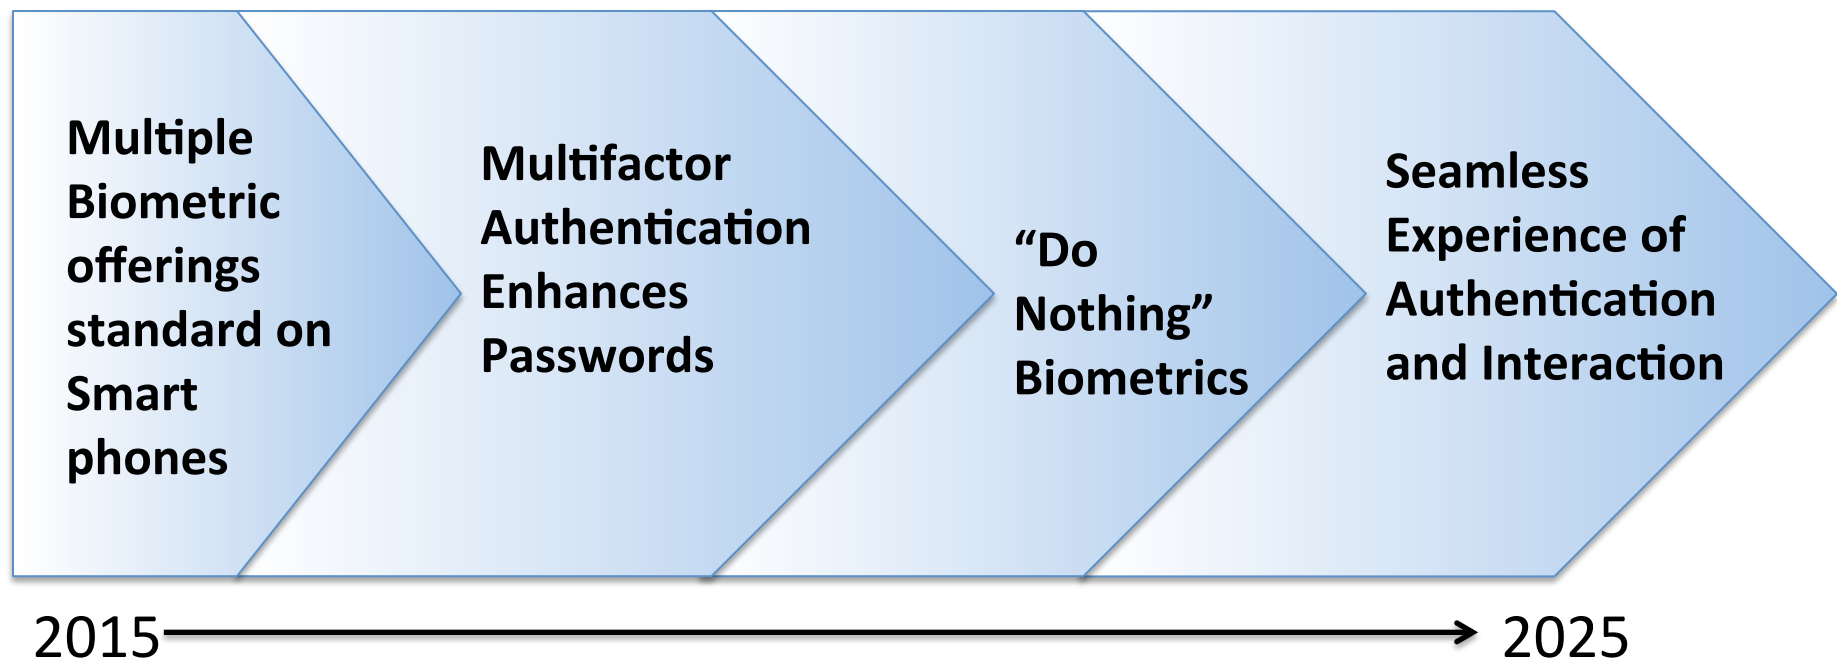 Multiple
Biometric
offerings
standard on
Smart
phones
Multifactor
Authentication
Enhances
Passwords
“Do
Nothing”
Biometrics
Seamless
Experience of
Authentication
and Interaction
2015
2025